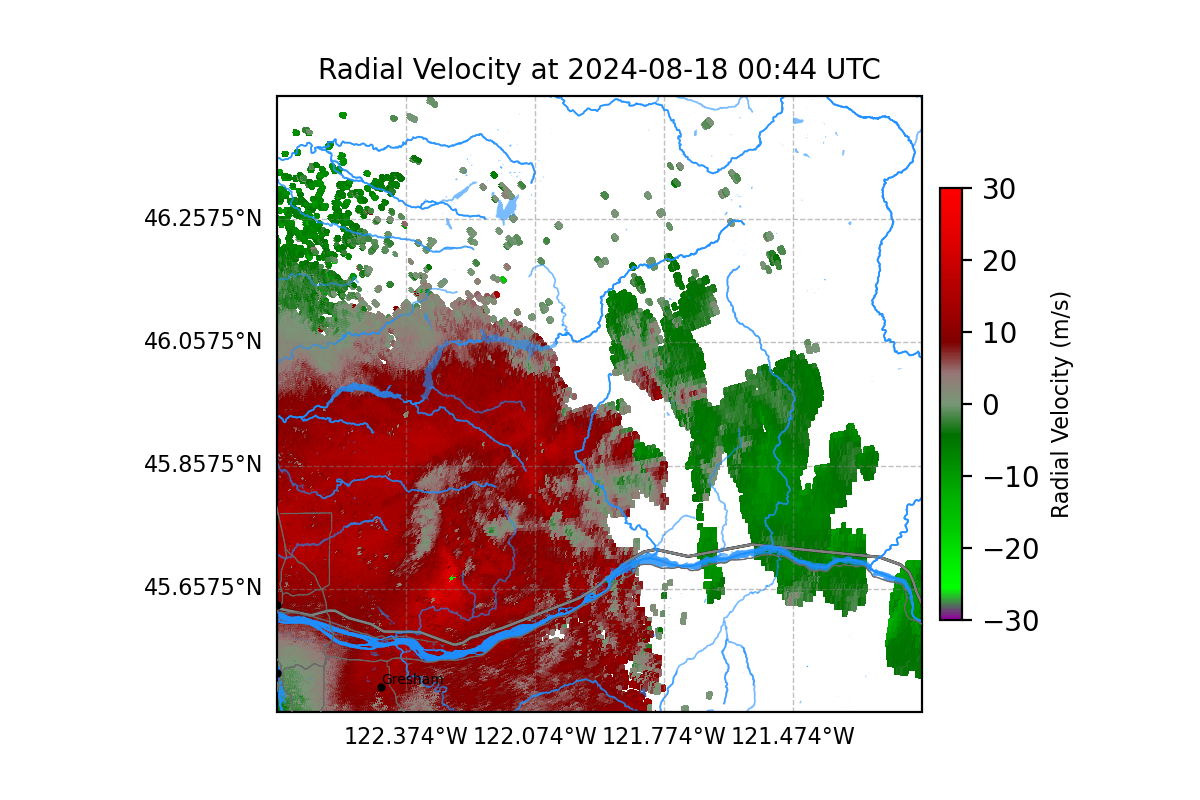 Radial Velocity at 2024-08-18 00:44 UTC
46.2575°N
46.0575°N
45.8575°N
45.6575°N
122.374°W 122.074°W 121.774°W 121.474°W
Gresham
30
20
10
0
−10
−20
−30
Radial Velocity (m/s)